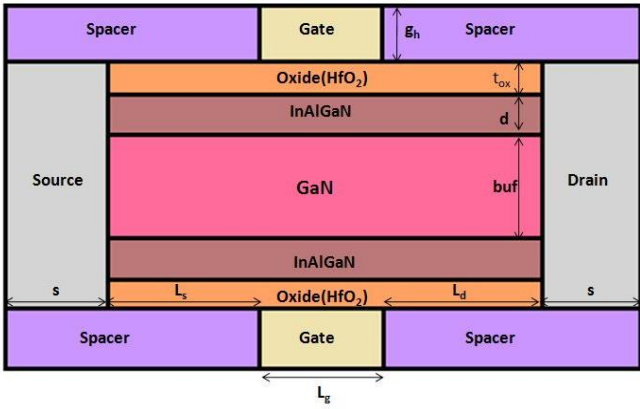 Spacer Gate g_h Spacer
Oxide(HfO₂) t_ox
InAlGaN d
Source GaN buf Drain
InAlGaN
s L_s Oxide(HfO₂) L_d s
Spacer Gate Spacer
L_g